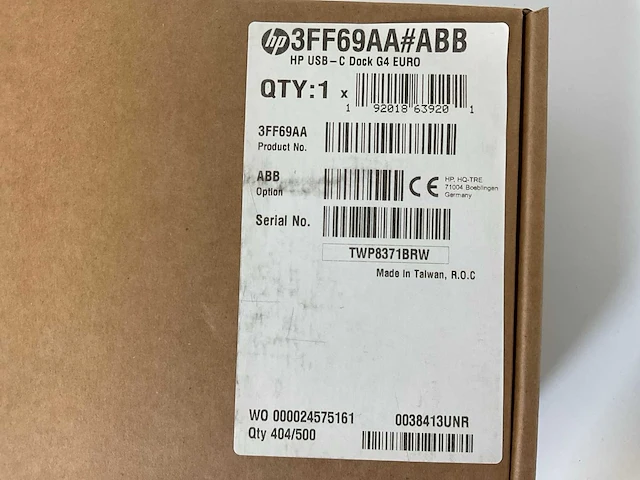 hp 3FF69AA#ABB
HP USB-C Dock G4 EURO
QTY:1 x
1 92018 63920 1
3FF69AA
Product No.
ABB
Option
CE
HP, HQ-TRE
71004 Boeblingen
Germany
Serial No.
TWP8371BRW
Made In Taiwan, R.O.C
WO 000024575161
0038413UNR
Qty 404/500